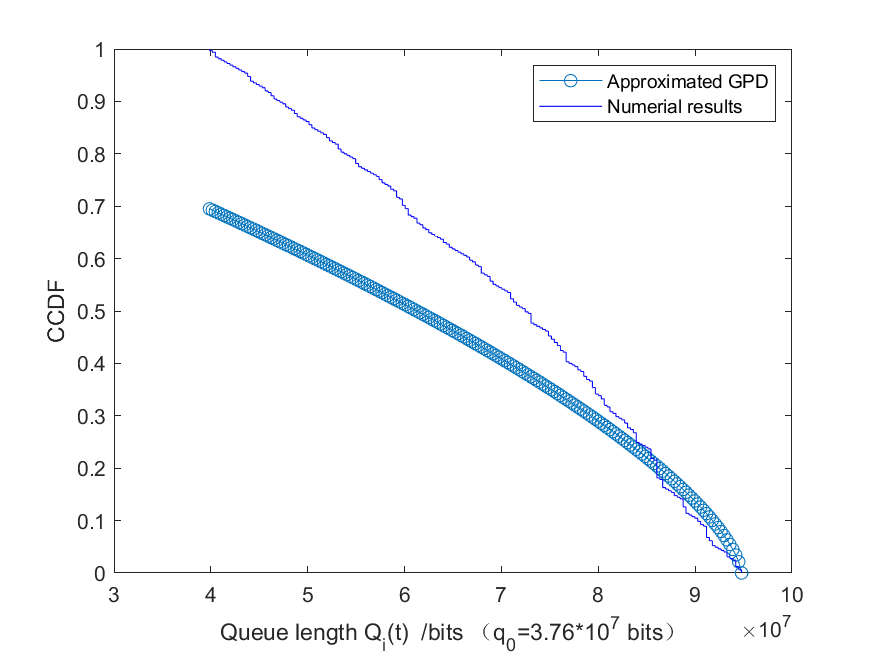 Approximated GPD
Numerial results
CCDF
1
0.9
0.8
0.7
0.6
0.5
0.4
0.3
0.2
0.1
0
3 4 5 6 7 8 9 10
×10^7
Queue length Q_i(t) /bits （q_0=3.76*10^7 bits）